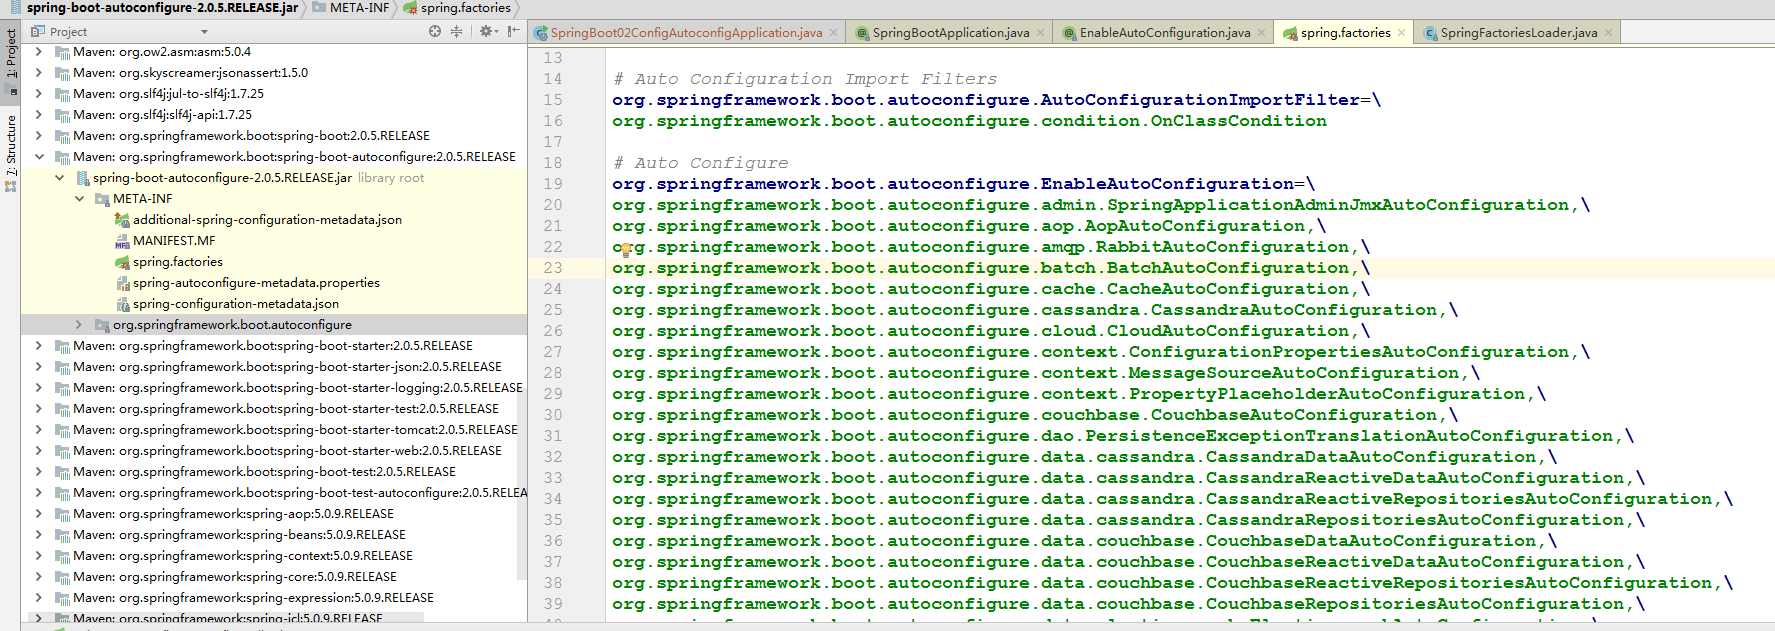 spring-boot-autoconfigure-2.0.5.RELEASE.jar META-INF spring.factories
1: Project
7: Structure
Project
Maven: org.ow2.asm:asm:5.0.4
Maven: org.skyscreamer:jsonassert:1.5.0
Maven: org.slf4j:jul-to-slf4j:1.7.25
Maven: org.slf4j:slf4j-api:1.7.25
Maven: org.springframework.boot:spring-boot:2.0.5.RELEASE
Maven: org.springframework.boot:spring-boot-autoconfigure:2.0.5.RELEASE
spring-boot-autoconfigure-2.0.5.RELEASE.jar library root
META-INF
additional-spring-configuration-metadata.json
MANIFEST.MF
spring.factories
spring-autoconfigure-metadata.properties
spring-configuration-metadata.json
org.springframework.boot.autoconfigure
Maven: org.springframework.boot:spring-boot-starter:2.0.5.RELEASE
Maven: org.springframework.boot:spring-boot-starter-json:2.0.5.RELEASE
Maven: org.springframework.boot:spring-boot-starter-logging:2.0.5.RELEASE
Maven: org.springframework.boot:spring-boot-starter-test:2.0.5.RELEASE
Maven: org.springframework.boot:spring-boot-starter-tomcat:2.0.5.RELEASE
Maven: org.springframework.boot:spring-boot-starter-web:2.0.5.RELEASE
Maven: org.springframework.boot:spring-boot-test:2.0.5.RELEASE
Maven: org.springframework.boot:spring-boot-test-autoconfigure:2.0.5.RELEA
Maven: org.springframework:spring-aop:5.0.9.RELEASE
Maven: org.springframework:spring-beans:5.0.9.RELEASE
Maven: org.springframework:spring-context:5.0.9.RELEASE
Maven: org.springframework:spring-core:5.0.9.RELEASE
Maven: org.springframework:spring-expression:5.0.9.RELEASE
Maven: org.springframework:spring-jcl:5.0.9.RELEASE
SpringBoot02ConfigAutoconfigApplication.java SpringBootApplication.java EnableAutoConfiguration.java spring.factories SpringFactoriesLoader.java
13
14 # Auto Configuration Import Filters
15 org.springframework.boot.autoconfigure.AutoConfigurationImportFilter=\
16 org.springframework.boot.autoconfigure.condition.OnClassCondition
17
18 # Auto Configure
19 org.springframework.boot.autoconfigure.EnableAutoConfiguration=\
20 org.springframework.boot.autoconfigure.admin.SpringApplicationAdminJmxAutoConfiguration,\
21 org.springframework.boot.autoconfigure.aop.AopAutoConfiguration,\
22 org.springframework.boot.autoconfigure.amqp.RabbitAutoConfiguration,\
23 org.springframework.boot.autoconfigure.batch.BatchAutoConfiguration,\
24 org.springframework.boot.autoconfigure.cache.CacheAutoConfiguration,\
25 org.springframework.boot.autoconfigure.cassandra.CassandraAutoConfiguration,\
26 org.springframework.boot.autoconfigure.cloud.CloudAutoConfiguration,\
27 org.springframework.boot.autoconfigure.context.ConfigurationPropertiesAutoConfiguration,\
28 org.springframework.boot.autoconfigure.context.MessageSourceAutoConfiguration,\
29 org.springframework.boot.autoconfigure.context.PropertyPlaceholderAutoConfiguration,\
30 org.springframework.boot.autoconfigure.couchbase.CouchbaseAutoConfiguration,\
31 org.springframework.boot.autoconfigure.dao.PersistenceExceptionTranslationAutoConfiguration,\
32 org.springframework.boot.autoconfigure.data.cassandra.CassandraDataAutoConfiguration,\
33 org.springframework.boot.autoconfigure.data.cassandra.CassandraReactiveDataAutoConfiguration,\
34 org.springframework.boot.autoconfigure.data.cassandra.CassandraReactiveRepositoriesAutoConfiguration,\
35 org.springframework.boot.autoconfigure.data.cassandra.CassandraRepositoriesAutoConfiguration,\
36 org.springframework.boot.autoconfigure.data.couchbase.CouchbaseDataAutoConfiguration,\
37 org.springframework.boot.autoconfigure.data.couchbase.CouchbaseReactiveDataAutoConfiguration,\
38 org.springframework.boot.autoconfigure.data.couchbase.CouchbaseReactiveRepositoriesAutoConfiguration,\
39 org.springframework.boot.autoconfigure.data.couchbase.CouchbaseRepositoriesAutoConfiguration,\